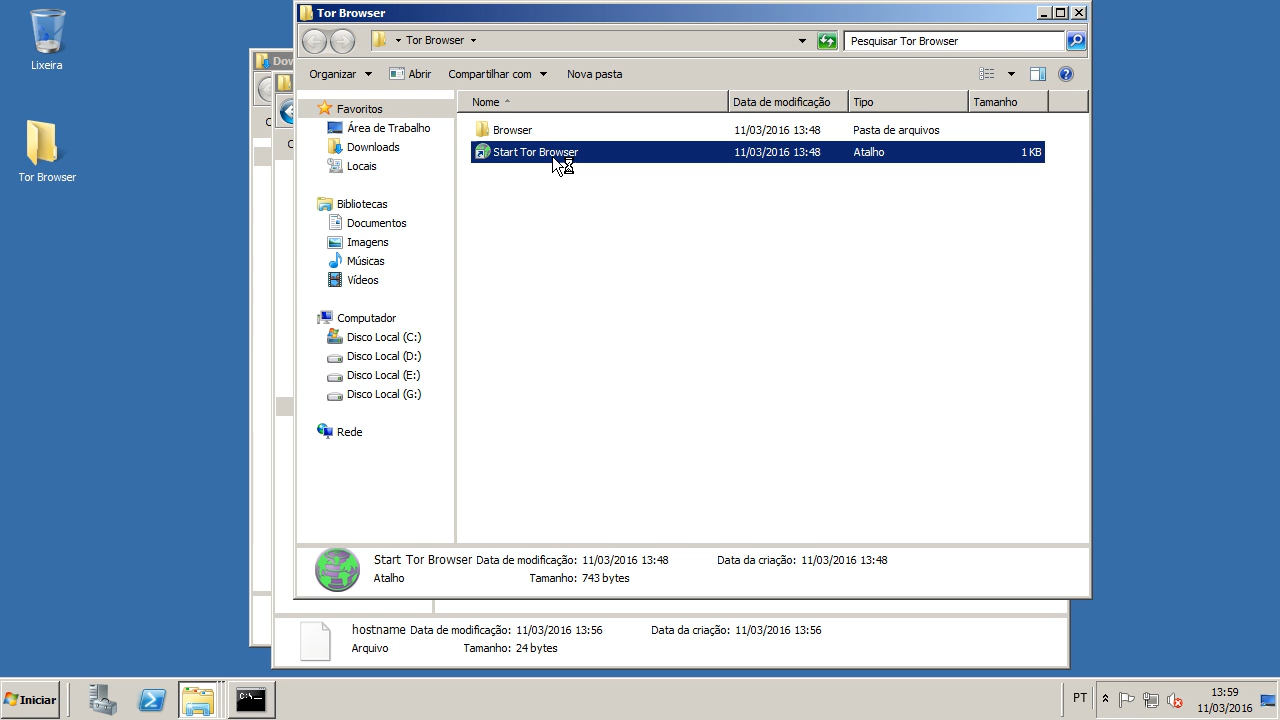 Lixeira
Tor Browser
Dow
C
C
Tor Browser
Tor Browser
Pesquisar Tor Browser
Organizar Abrir Compartilhar com Nova pasta
Nome Data de modificação Tipo Tamanho
Favoritos
Área de Trabalho
Downloads
Locais
Bibliotecas
Documentos
Imagens
Músicas
Vídeos
Computador
Disco Local (C:)
Disco Local (D:)
Disco Local (E:)
Disco Local (G:)
Rede
Browser 11/03/2016 13:48 Pasta de arquivos
Start Tor Browser 11/03/2016 13:48 Atalho 1 KB
Start Tor Browser Data de modificação: 11/03/2016 13:48 Data da criação: 11/03/2016 13:48
Atalho Tamanho: 743 bytes
hostname Data de modificação: 11/03/2016 13:56 Data da criação: 11/03/2016 13:56
Arquivo Tamanho: 24 bytes
Iniciar
C:\
PT
13:59
11/03/2016